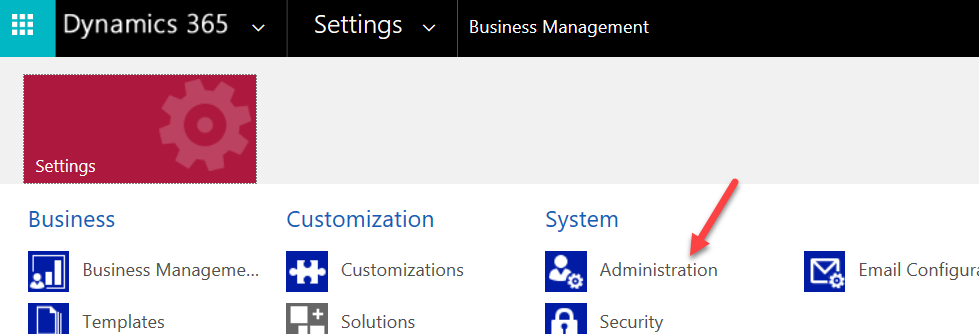 Dynamics 365 Settings Business Management
Settings
Business Customization System
Business Manageme... Customizations Administration Email Configura
Templates Solutions Security